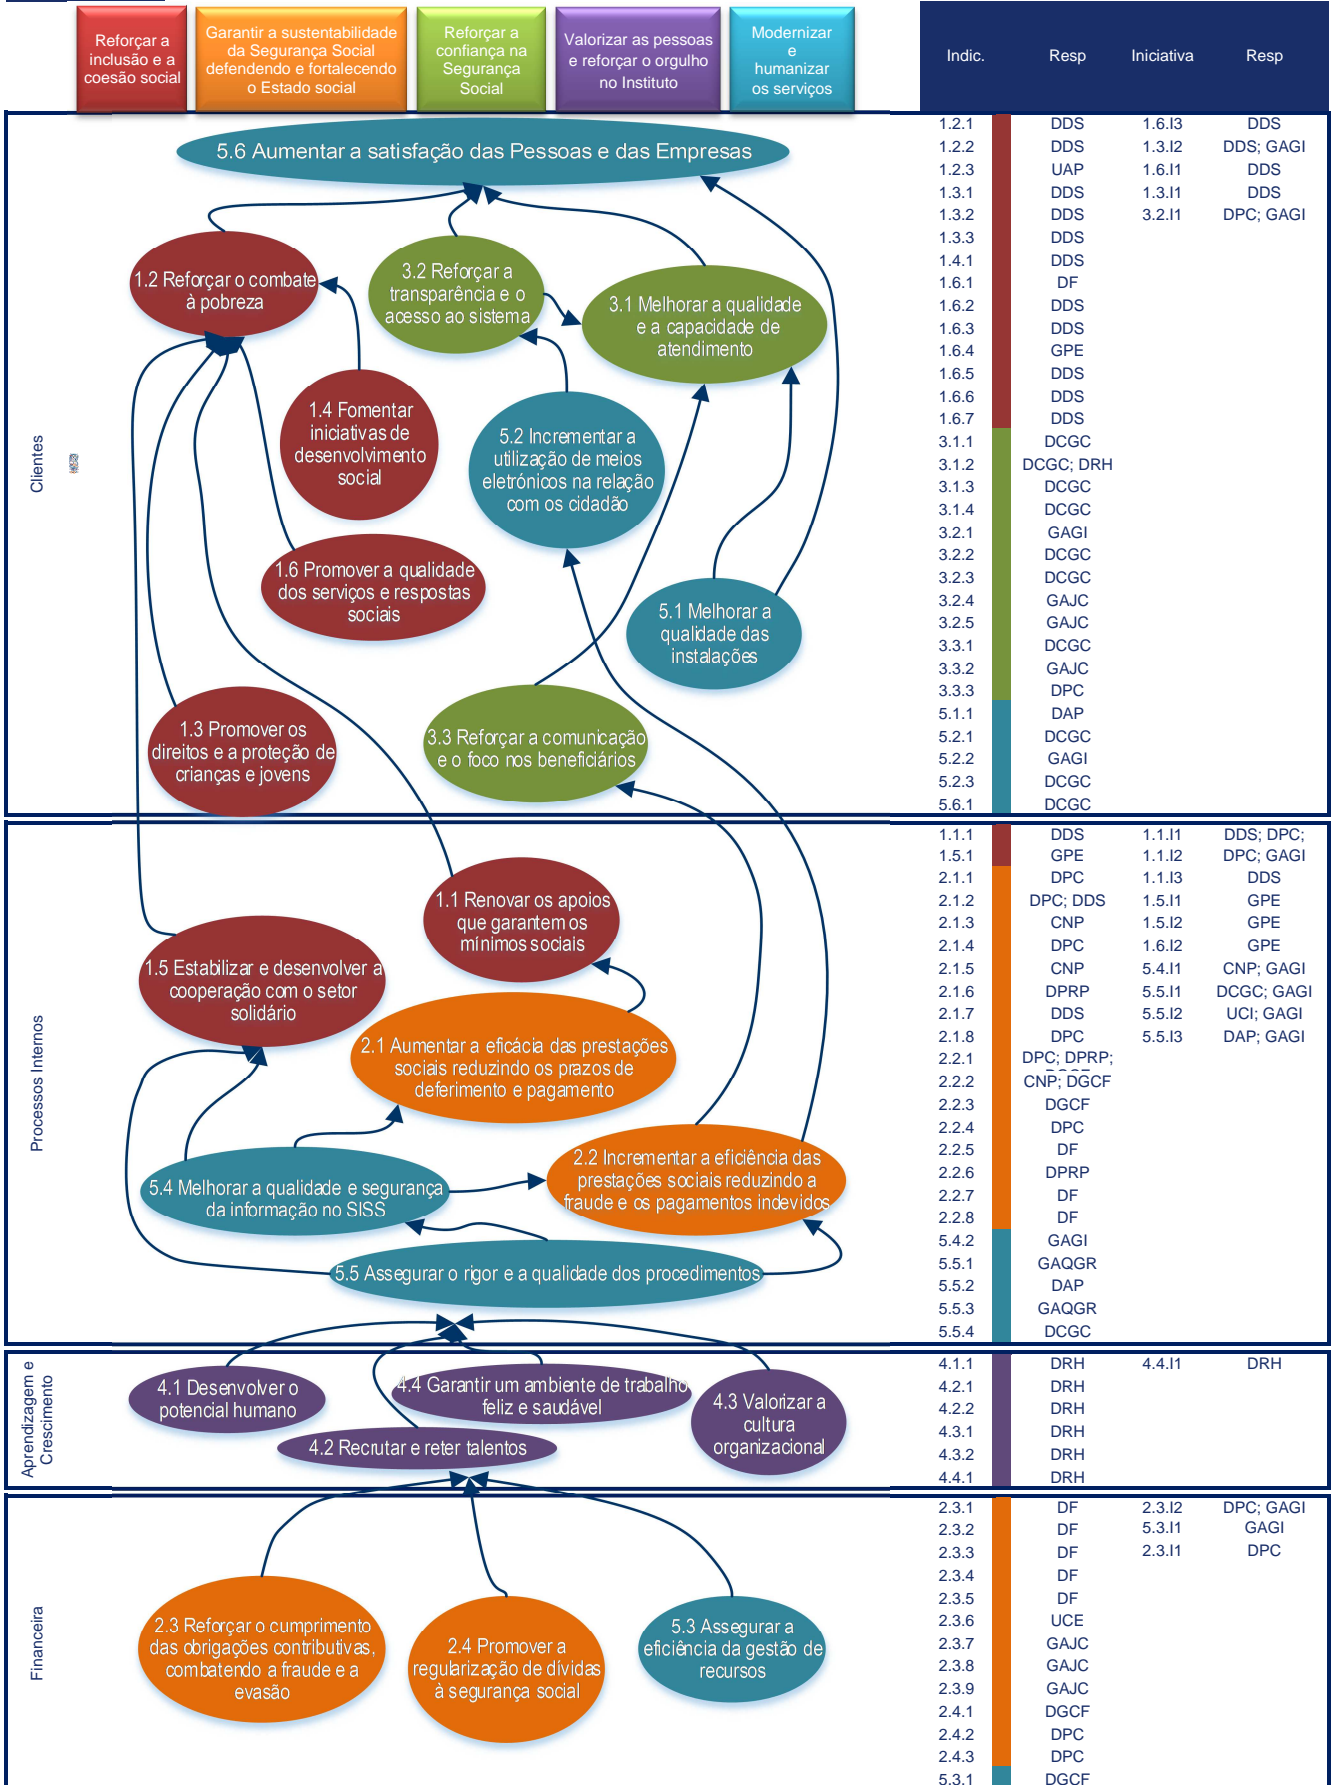 Reforçar a
inclusão e a
coesão social
Garantir a sustentabilidade
da Segurança Social
defendendo e fortalecendo
o Estado social
Reforçar a
confiança na
Segurança
Social
Valorizar as pessoas
e reforçar o orgulho
no Instituto
Modernizar
e
humanizar
os serviços
Indic. Resp Iniciativa Resp
Clientes
5.6 Aumentar a satisfação das Pessoas e das Empresas
1.2 Reforçar o combate
à pobreza
3.2 Reforçar a
transparência e o
acesso ao sistema
3.1 Melhorar a qualidade
e a capacidade de
atendimento
1.4 Fomentar
iniciativas de
desenvolvimento
social
5.2 Incrementar a
utilização de meios
eletrónicos na relação
com os cidadão
1.6 Promover a qualidade
dos serviços e respostas
sociais
5.1 Melhorar a
qualidade das
instalações
1.3 Promover os
direitos e a proteção de
crianças e jovens
3.3 Reforçar a comunicação
e o foco nos beneficiários
1.2.1 DDS 1.6.I3 DDS
1.2.2 DDS 1.3.I2 DDS; GAGI
1.2.3 UAP 1.6.I1 DDS
1.3.1 DDS 1.3.I1 DDS
1.3.2 DDS 3.2.I1 DPC; GAGI
1.3.3 DDS
1.4.1 DDS
1.6.1 DF
1.6.2 DDS
1.6.3 DDS
1.6.4 GPE
1.6.5 DDS
1.6.6 DDS
1.6.7 DDS
3.1.1 DCGC
3.1.2 DCGC; DRH
3.1.3 DCGC
3.1.4 DCGC
3.2.1 GAGI
3.2.2 DCGC
3.2.3 DCGC
3.2.4 GAJC
3.2.5 GAJC
3.3.1 DCGC
3.3.2 GAJC
3.3.3 DPC
5.1.1 DAP
5.2.1 DCGC
5.2.2 GAGI
5.2.3 DCGC
5.6.1 DCGC
Processos Internos
1.1 Renovar os apoios
que garantem os
mínimos sociais
1.5 Estabilizar e desenvolver a
cooperação com o setor
solidário
2.1 Aumentar a eficácia das prestações
sociais reduzindo os prazos de
deferimento e pagamento
2.2 Incrementar a eficiência das
prestações sociais reduzindo a
fraude e os pagamentos indevidos
5.4 Melhorar a qualidade e segurança
da informação no SISS
5.5 Assegurar o rigor e a qualidade dos procedimentos
1.1.1 DDS 1.1.I1 DDS; DPC;
1.5.1 GPE 1.1.I2 DPC; GAGI
2.1.1 DPC 1.1.I3 DDS
2.1.2 DPC; DDS 1.5.I1 GPE
2.1.3 CNP 1.5.I2 GPE
2.1.4 DPC 1.6.I2 GPE
2.1.5 CNP 5.4.I1 CNP; GAGI
2.1.6 DPRP 5.5.I1 DCGC; GAGI
2.1.7 DDS 5.5.I2 UCI; GAGI
2.1.8 DPC 5.5.I3 DAP; GAGI
2.2.1 DPC; DPRP;
2.2.2 CNP; DGCF
2.2.3 DGCF
2.2.4 DPC
2.2.5 DF
2.2.6 DPRP
2.2.7 DF
2.2.8 DF
5.4.2 GAGI
5.5.1 GAQGR
5.5.2 DAP
5.5.3 GAQGR
5.5.4 DCGC
Aprendizagem e
Crescimento
4.1 Desenvolver o
potencial humano
4.4 Garantir um ambiente de trabalho
feliz e saudável
4.3 Valorizar a
cultura
organizacional
4.2 Recrutar e reter talentos
4.1.1 DRH 4.4.I1 DRH
4.2.1 DRH
4.2.2 DRH
4.3.1 DRH
4.3.2 DRH
4.4.1 DRH
Financeira
2.3 Reforçar o cumprimento
das obrigações contributivas,
combatendo a fraude e a
evasão
2.4 Promover a
regularização de dívidas
à segurança social
5.3 Assegurar a
eficiência da gestão de
recursos
2.3.1 DF 2.3.I2 DPC; GAGI
2.3.2 DF 5.3.I1 GAGI
2.3.3 DF 2.3.I1 DPC
2.3.4 DF
2.3.5 DF
2.3.6 UCE
2.3.7 GAJC
2.3.8 GAJC
2.3.9 GAJC
2.4.1 DGCF
2.4.2 DPC
2.4.3 DPC
5.3.1 DGCF